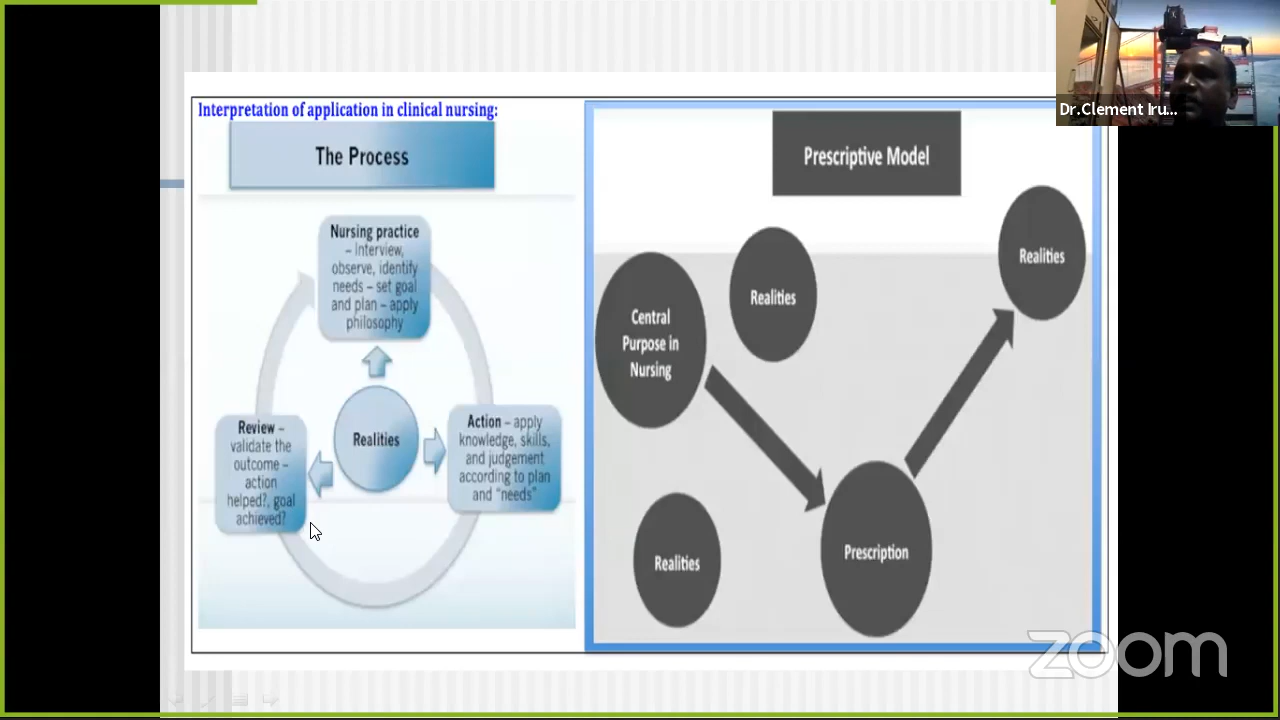 Interpretation of application in clinical nursing:
The Process
Nursing practice
– Interview,
observe, identify
needs – set goal
and plan – apply
philosophy
Realities
Review –
validate the
outcome –
action
helped?, goal
achieved?
Action – apply
knowledge, skills,
and judgement
according to plan
and “needs”
Prescriptive Model
Central
Purpose in
Nursing
Realities
Realities
Realities
Prescription
Dr.Clement Iru...
zoom